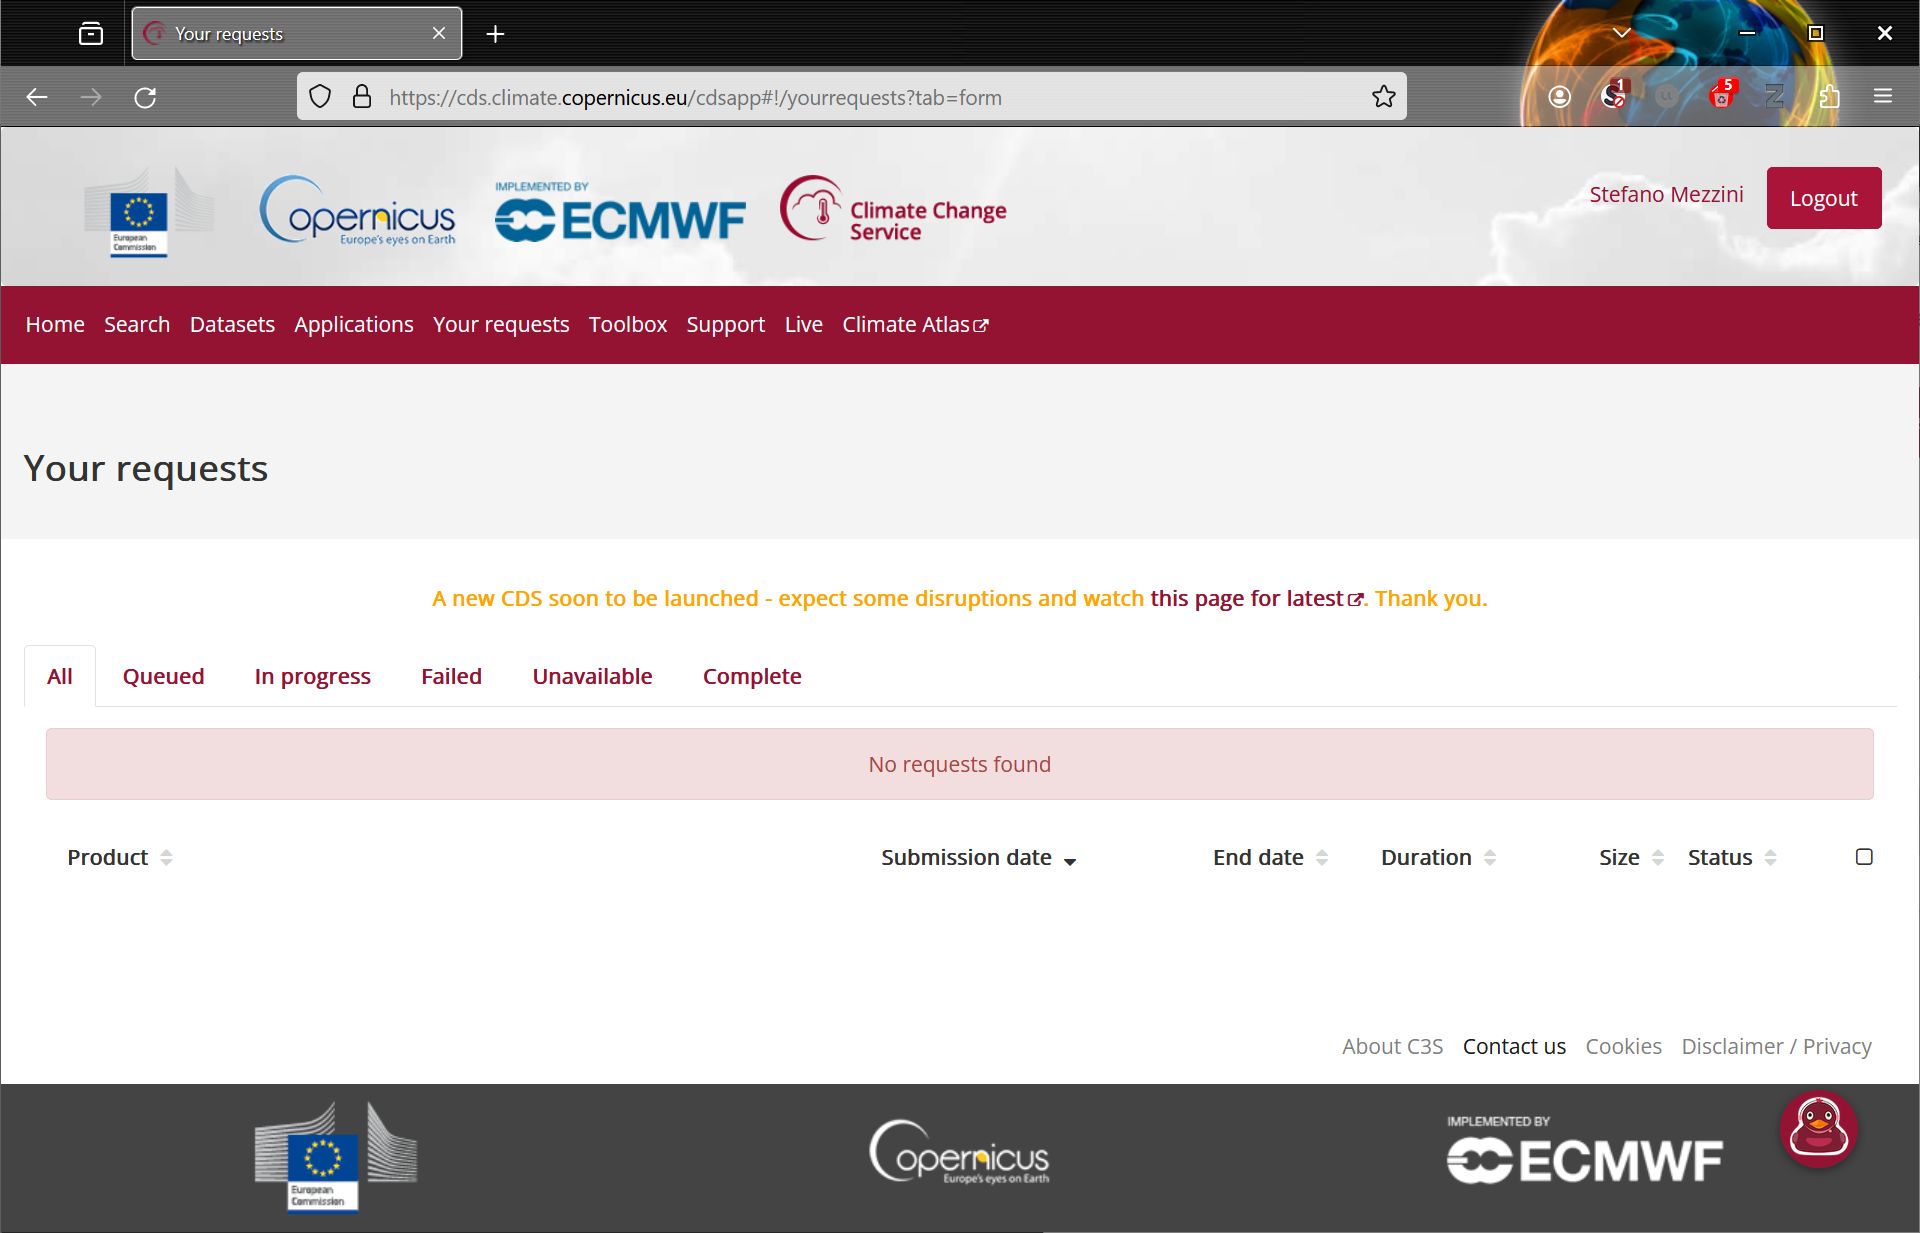 Your requests
https://cds.climate.copernicus.eu/cdsapp#!/yourrequests?tab=form
1
5
European
Commission
opernicus
Europe's eyes on Earth
IMPLEMENTED BY
ECMWF
Climate Change
Service
Stefano Mezzini
Logout
Home Search Datasets Applications Your requests Toolbox Support Live Climate Atlas
Your requests
A new CDS soon to be launched - expect some disruptions and watch this page for latest. Thank you.
All Queued In progress Failed Unavailable Complete
No requests found
Product Submission date End date Duration Size Status
About C3S Contact us Cookies Disclaimer / Privacy
European
Commission
opernicus
Europe's eyes on Earth
IMPLEMENTED BY
ECMWF